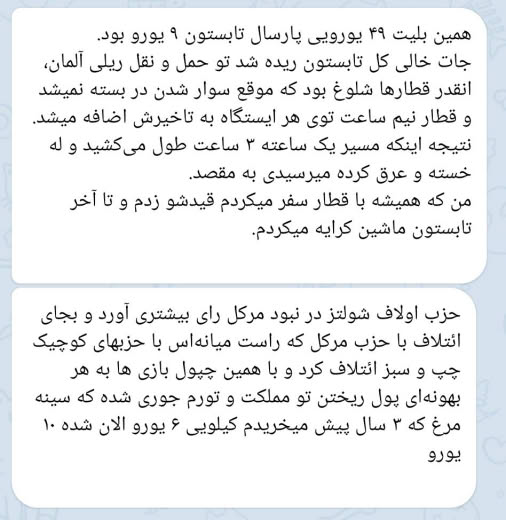 همین بلیت ۴۹ یورویی پارسال تابستون ۹ یورو بود.
جات خالی کل تابستون ریده شد تو حمل و نقل ریلی آلمان،
انقدر قطارها شلوغ بود که موقع سوار شدن در بسته نمیشد
و قطار نیم ساعت توی هر ایستگاه به تاخیرش اضافه میشد.
نتیجه اینکه مسیر یک ساعته ۳ ساعت طول می‌کشید و له
خسته و عرق کرده میرسیدی به مقصد.
من که همیشه با قطار سفر میکردم قیدشو زدم و تا آخر
تابستون ماشین کرایه میکردم.
حزب اولاف شولتز در نبود مرکل رای بیشتری آورد و بجای
ائتلاف با حزب مرکل که راست میانه‌اس با حزبهای کوچیک
چپ و سبز ائتلاف کرد و با همین چپول بازی ها به هر
بهونه‌ای پول ریختن تو مملکت و تورم جوری شده که سینه
مرغ که ۳ سال پیش میخریدم کیلویی ۶ یورو الان شده ۱۰
یورو